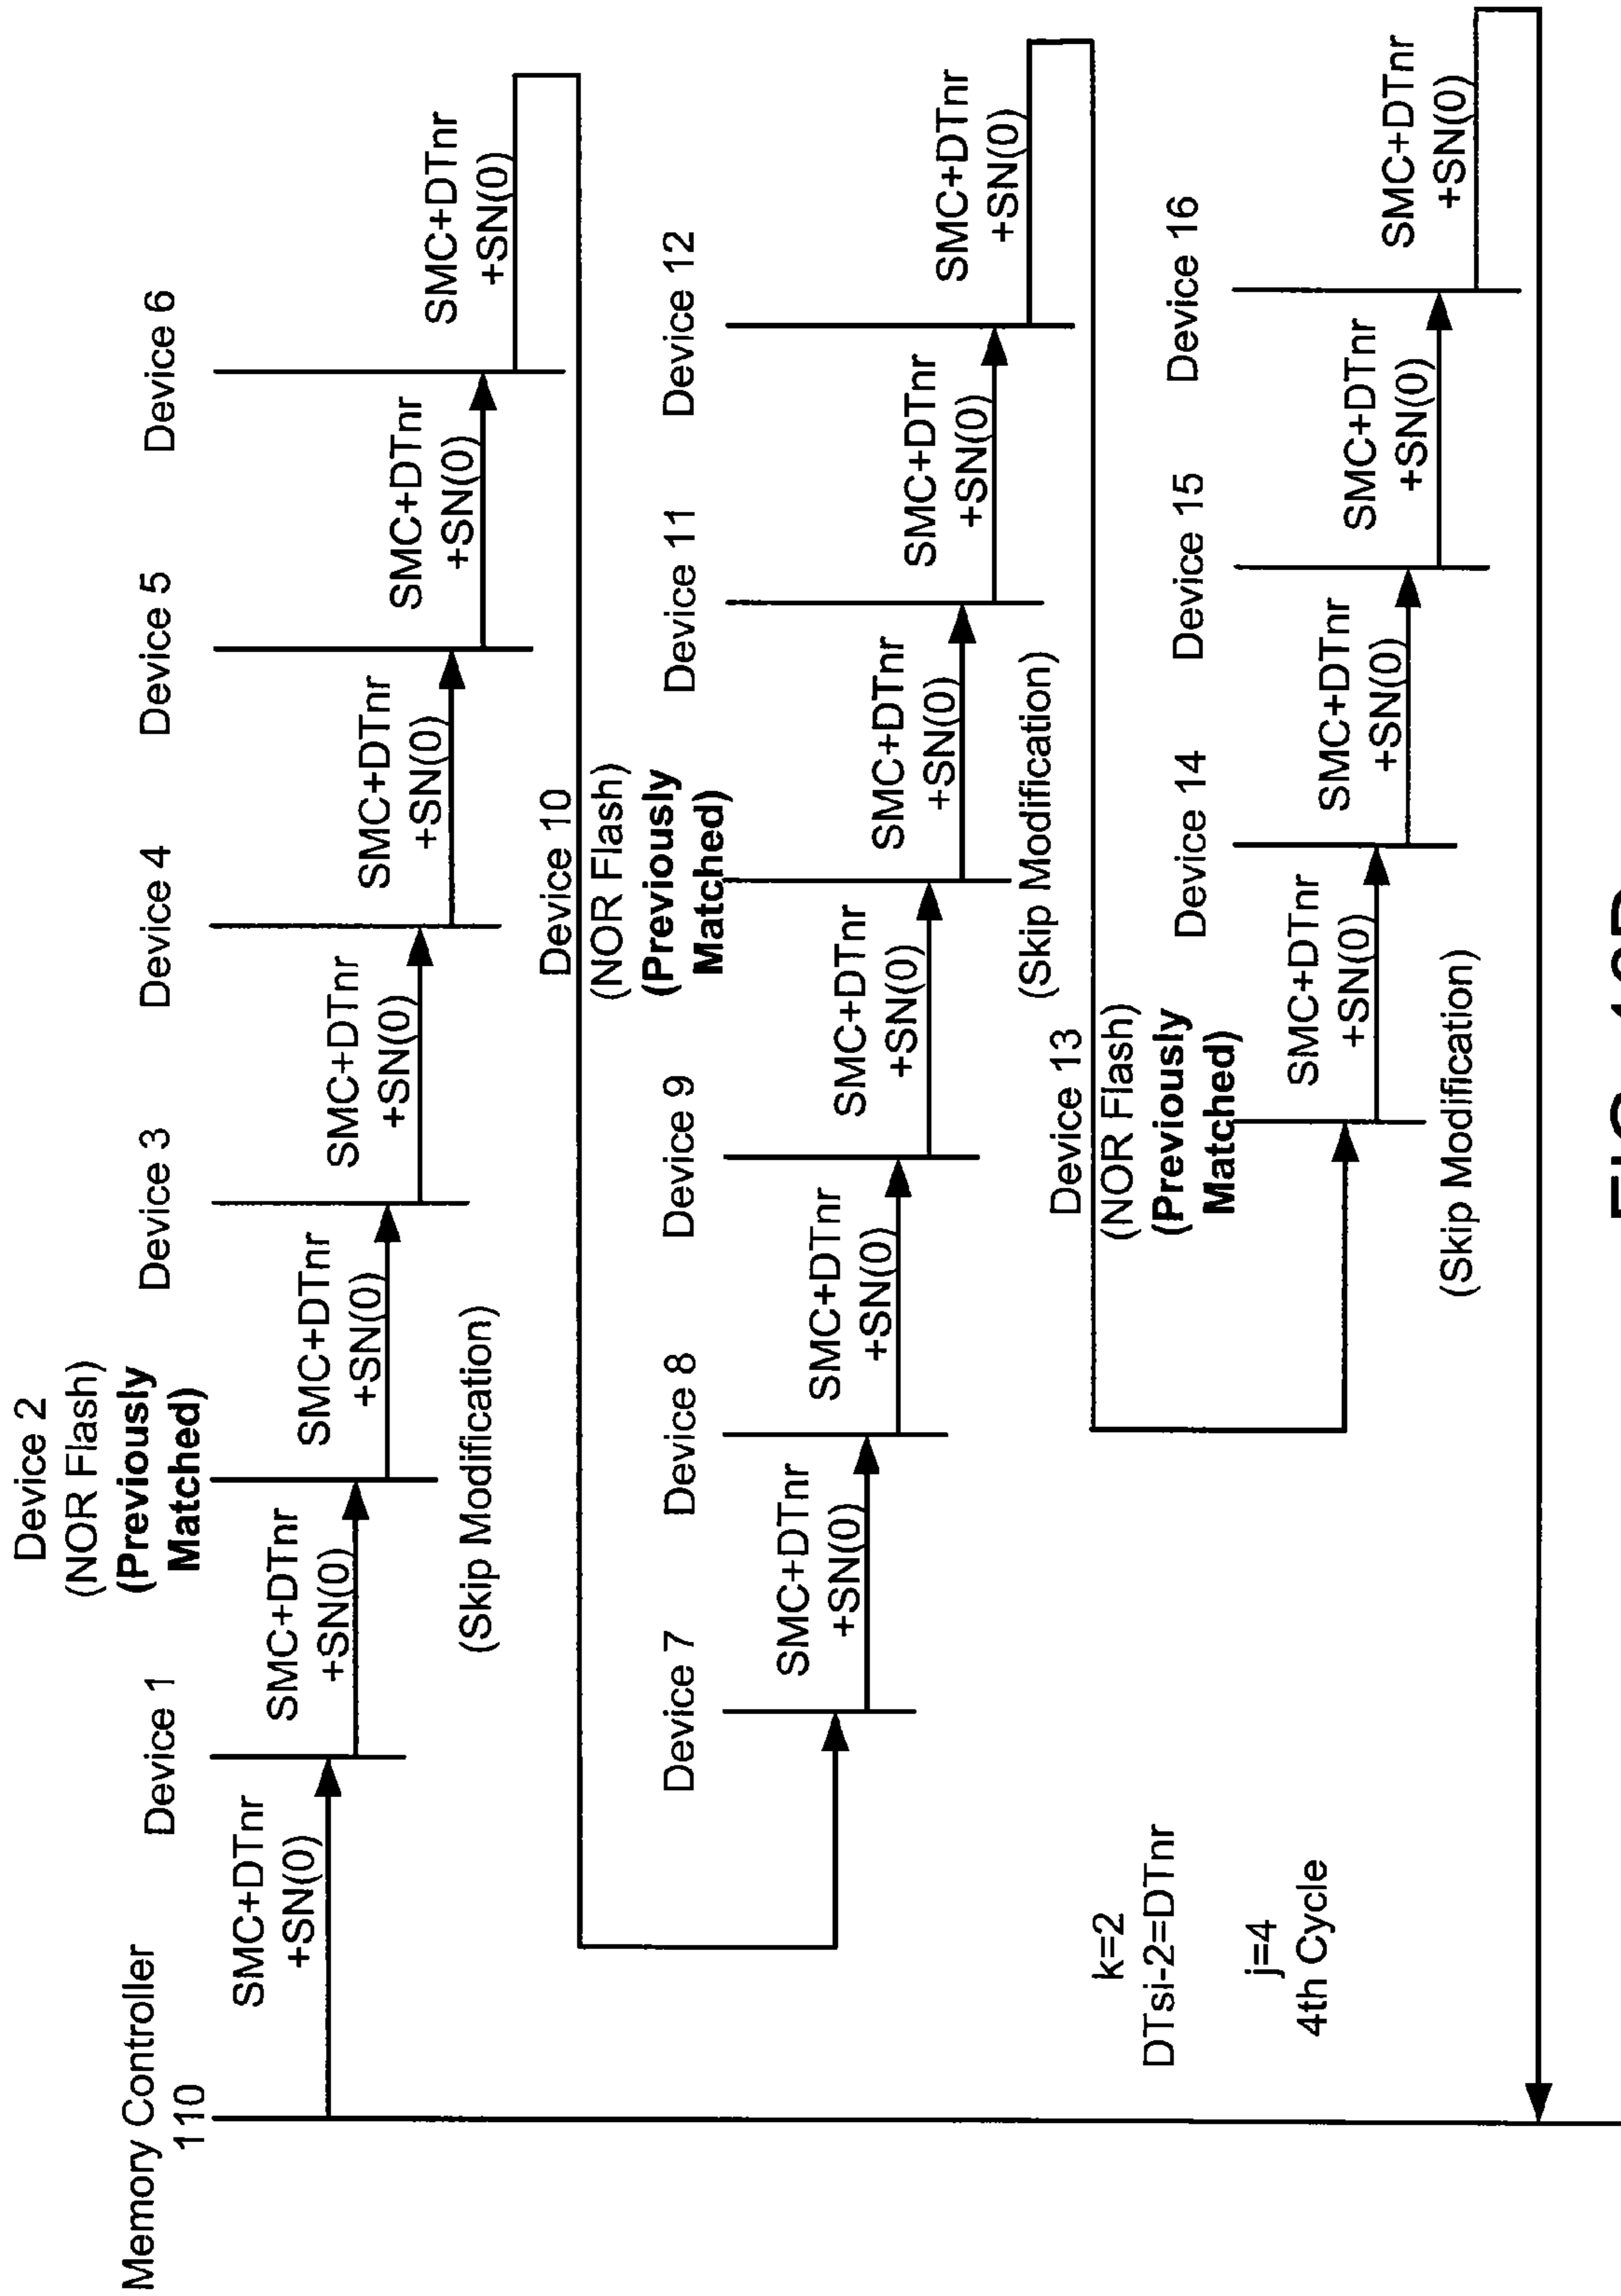 Memory Controller
110
Device 1
Device 2
(NOR Flash)
(Previously
Matched)
Device 3
Device 4
Device 5
Device 6
SMC+DTnr
+SN(0)
SMC+DTnr
+SN(0)
SMC+DTnr
+SN(0)
SMC+DTnr
+SN(0)
SMC+DTnr
+SN(0)
SMC+DTnr
+SN(0)
SMC+DTnr
+SN(0)
(Skip Modification)
Device 7
Device 8
Device 9
Device 10
(NOR Flash)
(Previously
Matched)
Device 11
Device 12
SMC+DTnr
+SN(0)
SMC+DTnr
+SN(0)
SMC+DTnr
+SN(0)
SMC+DTnr
+SN(0)
SMC+DTnr
+SN(0)
SMC+DTnr
+SN(0)
(Skip Modification)
k=2
DTsi-2=DTnr
j=4
4th Cycle
Device 13
(NOR Flash)
(Previously
Matched)
Device 14
Device 15
Device 16
SMC+DTnr
+SN(0)
SMC+DTnr
+SN(0)
SMC+DTnr
+SN(0)
SMC+DTnr
+SN(0)
(Skip Modification)